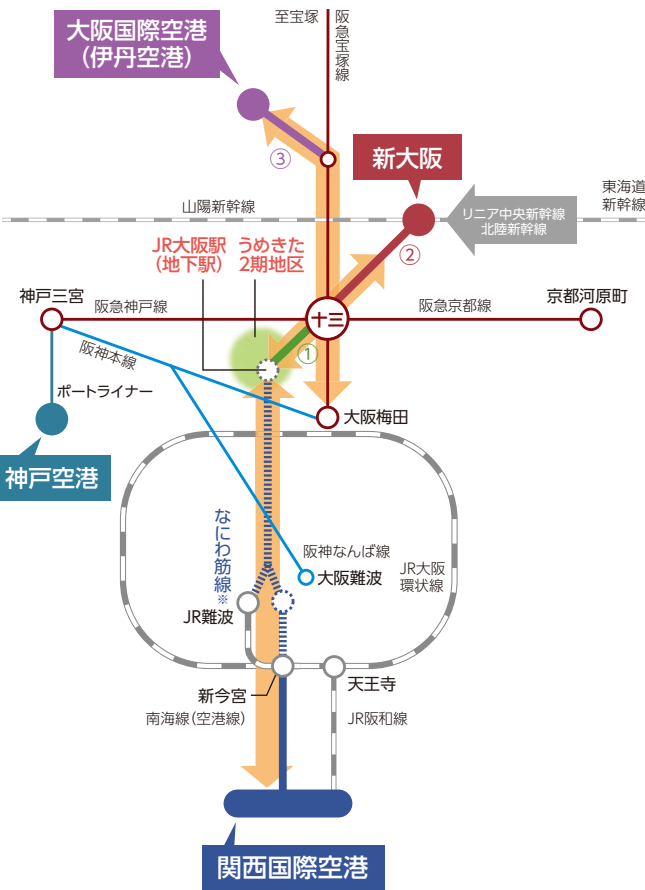 至宝塚
阪急宝塚線
大阪国際空港
(伊丹空港)
③
新大阪
東海道
新幹線
山陽新幹線
リニア中央新幹線
北陸新幹線
②
JR大阪駅
(地下駅)
うめきた
2期地区
神戸三宮
阪急神戸線
十三
阪急京都線
京都河原町
①
阪神本線
ポートライナー
大阪梅田
神戸空港
なにわ筋線※
阪神なんば線
大阪難波
JR大阪
環状線
JR難波
新今宮
天王寺
南海線(空港線)
JR阪和線
関西国際空港